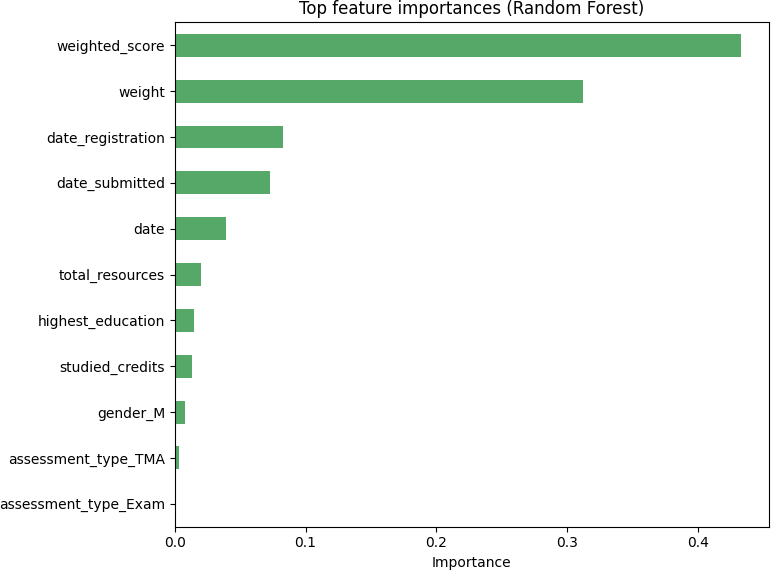 Top feature importances (Random Forest)
weighted_score
weight
date_registration
date_submitted
date
total_resources
highest_education
studied_credits
gender_M
assessment_type_TMA
assessment_type_Exam
0.0 0.1 0.2 0.3 0.4
Importance